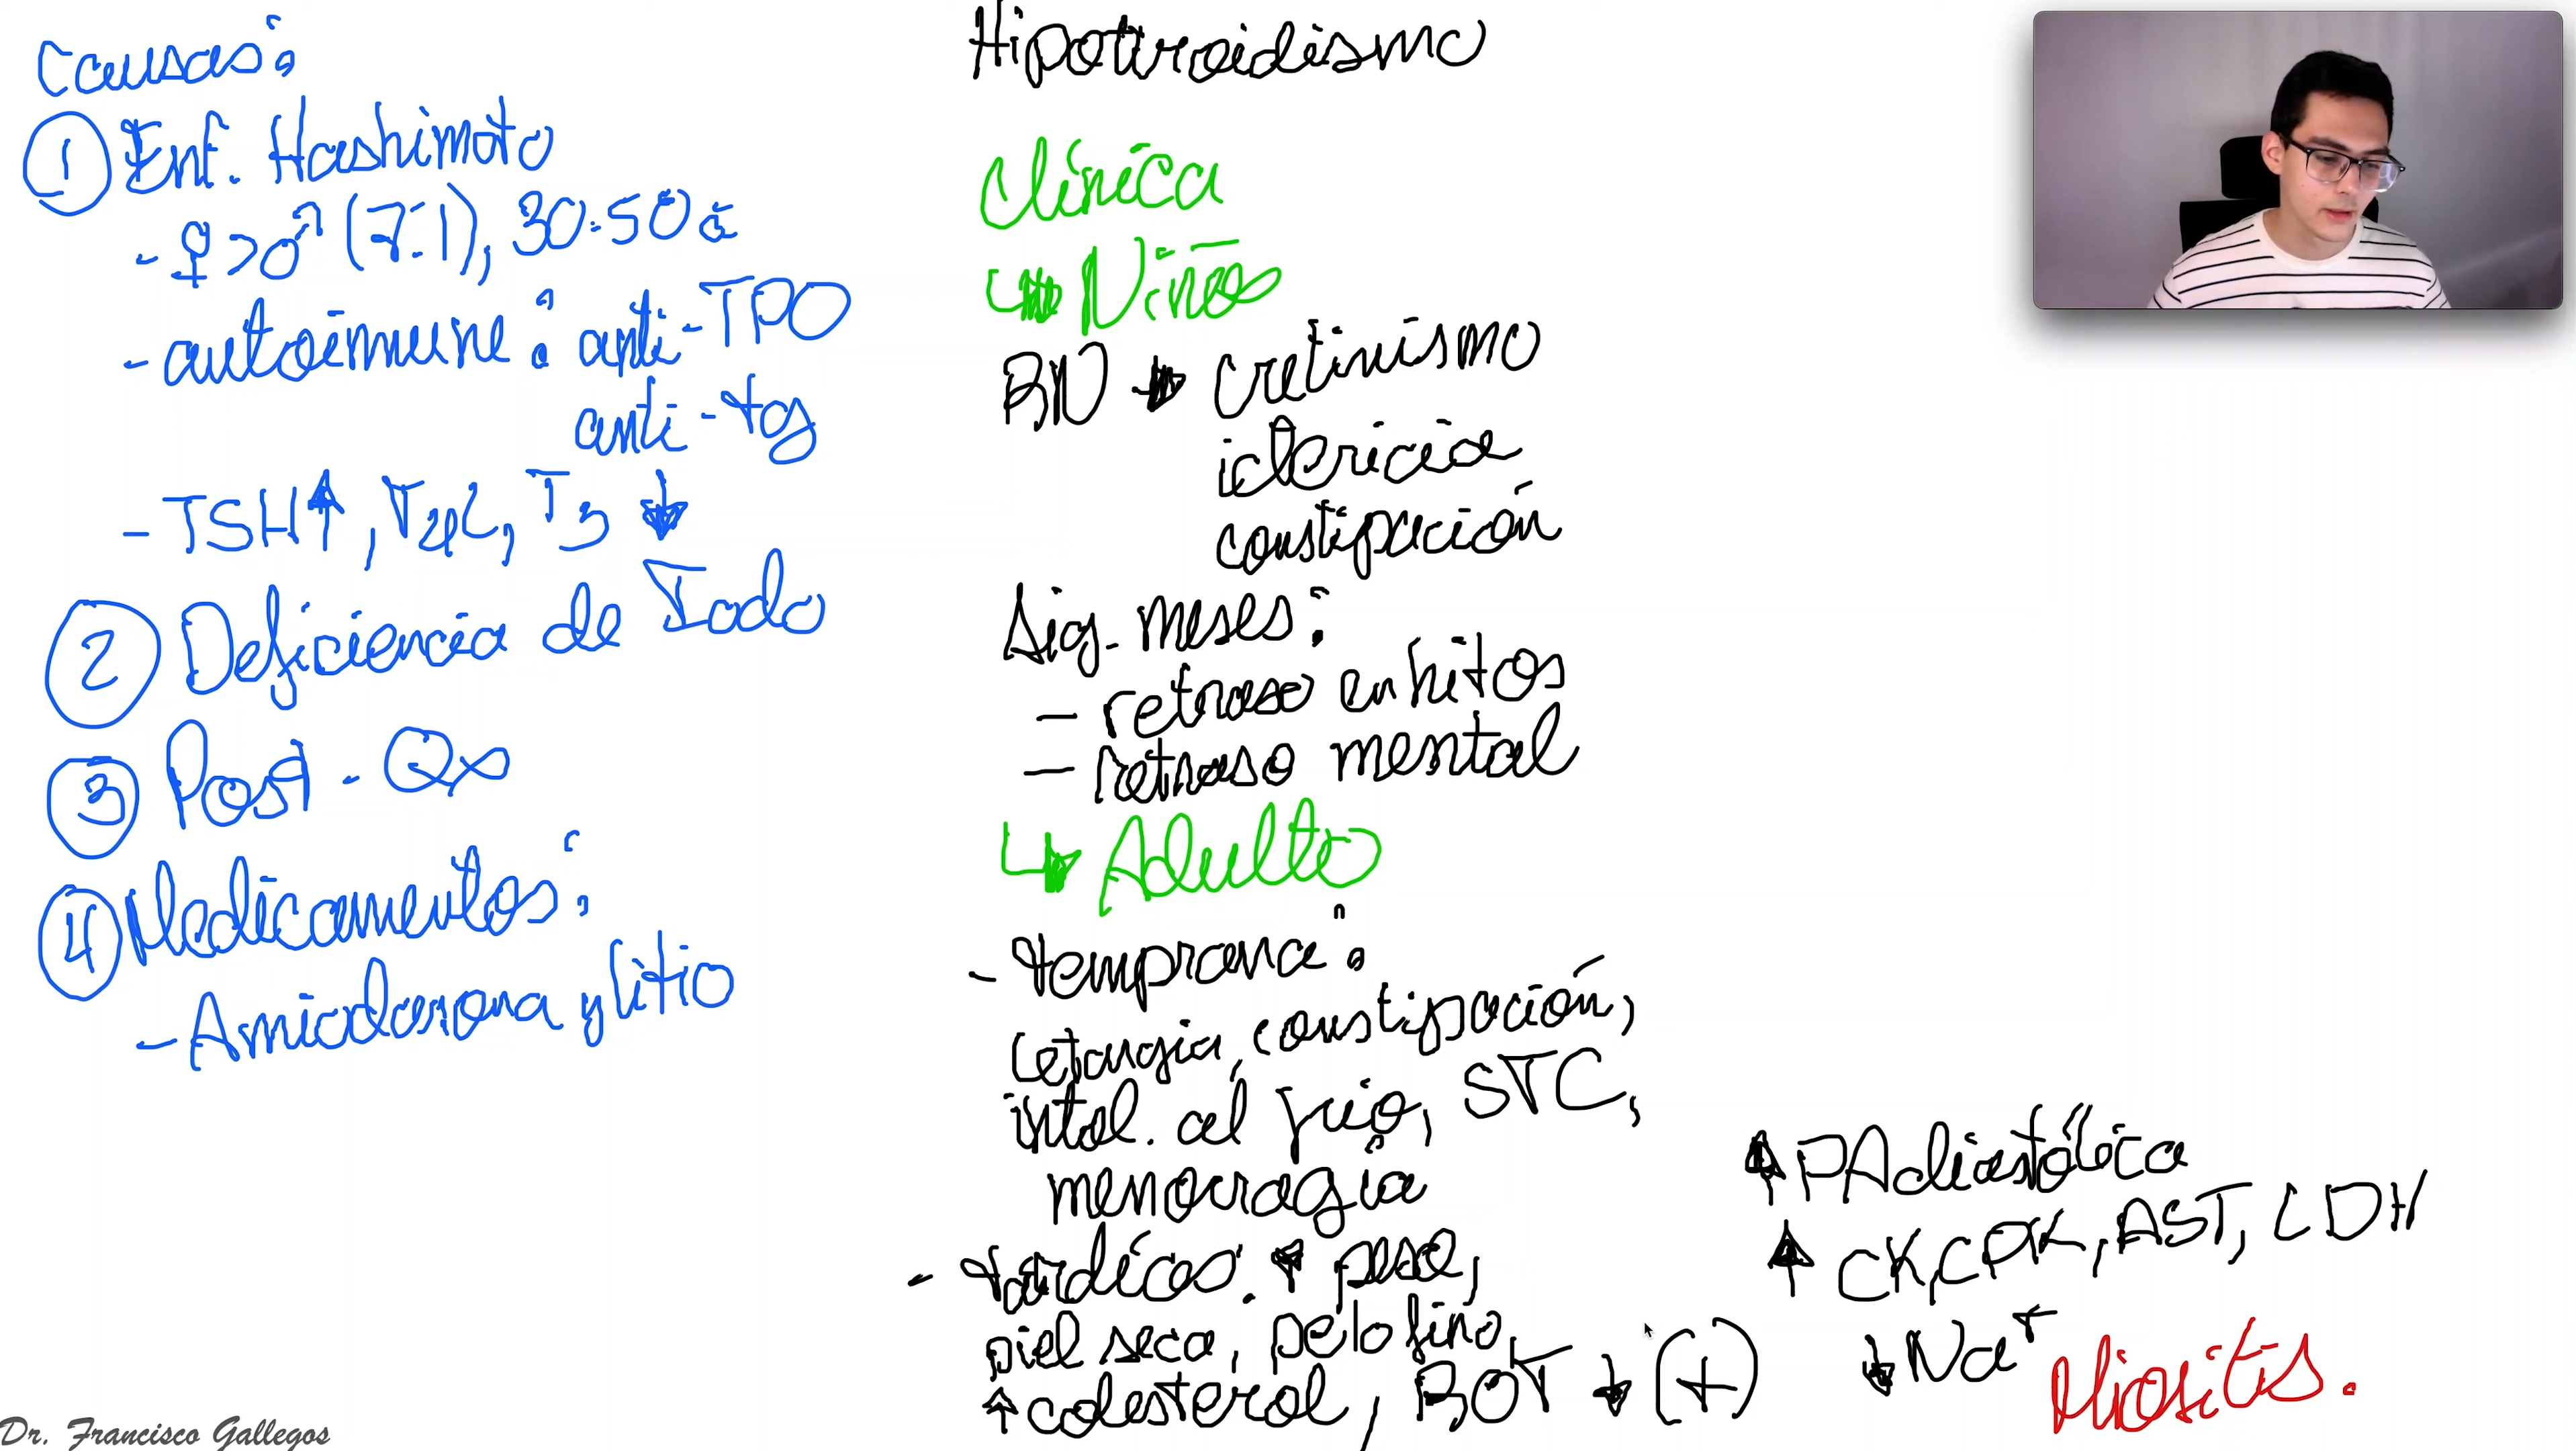 Hipotiroidismo
Causas:
1 Enf. Hashimoto
- ♀>♂ (7:1), 30-50a
- autoinmune: anti-TPO
anti-tg
- TSH↑, T4L, T3 ↓
2 Deficiencia de Iodo
3 Post-Qx
4 Medicamentos:
- Amiodarona y litio
Clínica
↳ Niños
RN → cretinismo
ictericia
constipación
Sig. meses:
- retraso en hitos
- retraso mental
↳ Adulto
- temprana:
letargia, constipación,
intol. al frío, STC,
menorragia
- tardíos: ↑ peso,
piel seca, pelo fino
↑ colesterol, ROT ↓ (+)
↑ PA diastólica
↑ CK, CPK, AST, LDH
↓ Na+
Miositis.
Dr. Francisco Gallegos